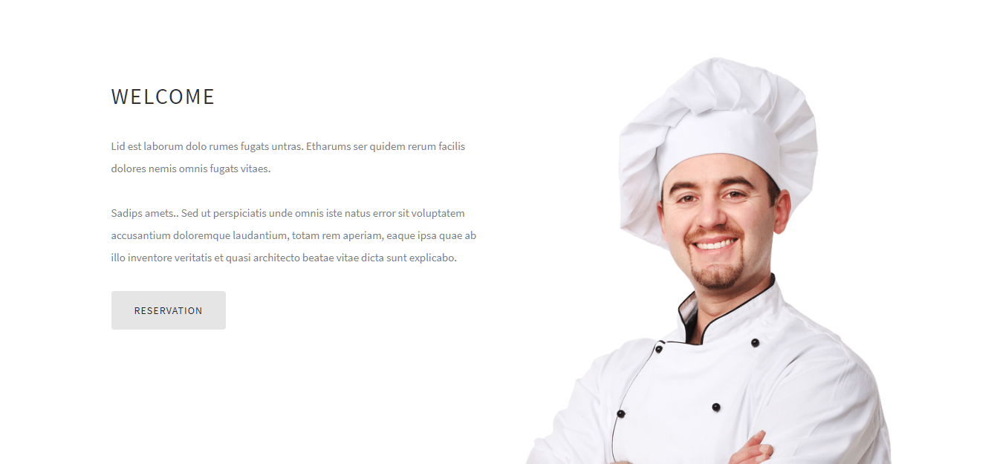 WELCOME
Lid est laborum dolo rumes fugats untras. Etharums ser quidem rerum facilis
dolores nemis omnis fugats vitaes.
Sadips amets.. Sed ut perspiciatis unde omnis iste natus error sit voluptatem
accusantium doloremque laudantium, totam rem aperiam, eaque ipsa quae ab
illo inventore veritatis et quasi architecto beatae vitae dicta sunt explicabo.
RESERVATION